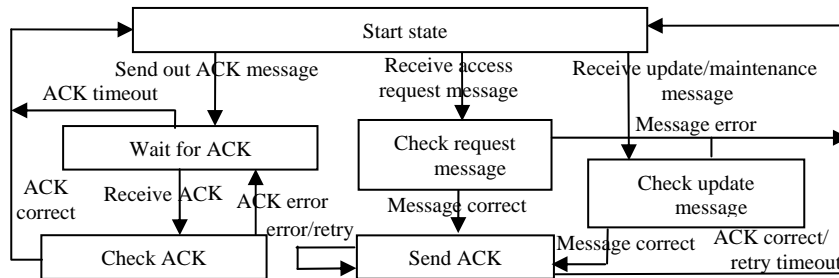 Start state
Send out ACK message
Receive access
request message
Receive update/maintenance
message
ACK timeout
Message error
Wait for ACK
Check request
message
Check update
message
ACK
correct
Receive ACK
ACK error
error/retry
Message correct
Message correct
ACK correct/
retry timeout
Check ACK
Send ACK